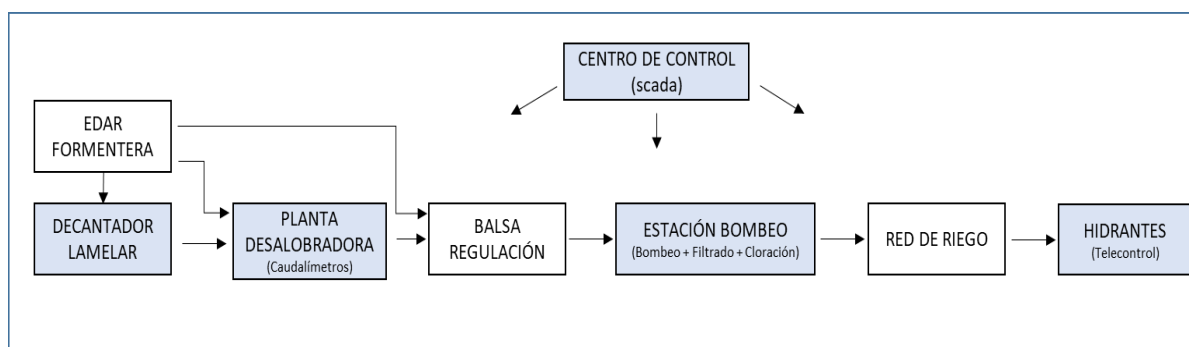 CENTRO DE CONTROL
(scada)
EDAR
FORMENTERA
DECANTADOR
LAMELAR
PLANTA
DESALOBRADORA
(Caudalímetros)
BALSA
REGULACIÓN
ESTACIÓN BOMBEO
(Bombeo + Filtrado + Cloración)
RED DE RIEGO
HIDRANTES
(Telecontrol)